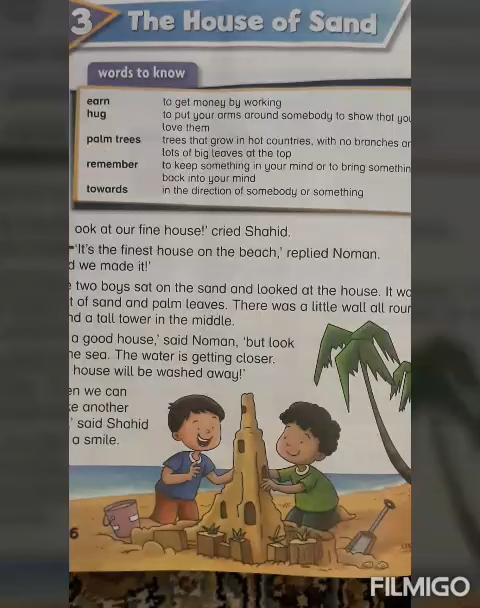 3 The House of Sand
words to know
earn to get money by working
hug to put your arms around somebody to show that you
love them
palm trees trees that grow in hot countries, with no branches
lots of big leaves at the top
remember to keep something in your mind or to bring
back into your mind
towards in the direction of somebody or something
ook at our fine house!' cried Shahid.
'It's the finest house on the beach,' replied Noman.
d we made it!'
two boys sat on the sand and looked at the house. It
t of sand and palm leaves. There was a little wall all
nd a tall tower in the middle.
a good house,' said Noman, 'but look
he sea. The water is getting closer.
house will be washed away!'
en we can
ke another
' said Shahid
a smile.
6
FILMIGO